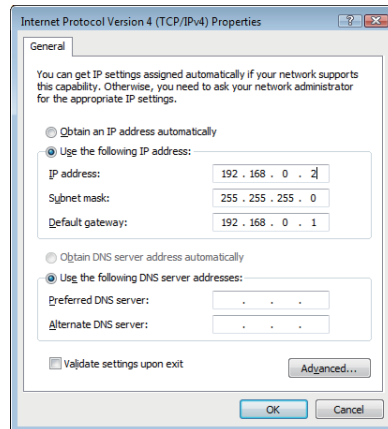 Internet Protocol Version 4 (TCP/IPv4) Properties
General
You can get IP settings assigned automatically if your network supports
this capability. Otherwise, you need to ask your network administrator
for the appropriate IP settings.
Obtain an IP address automatically
Use the following IP address:
IP address: 192 . 168 . 0 . 2
Subnet mask: 255 . 255 . 255 . 0
Default gateway: 192 . 168 . 0 . 1
Obtain DNS server address automatically
Use the following DNS server addresses:
Preferred DNS server: . . .
Alternate DNS server: . . .
Validate settings upon exit
Advanced...
OK Cancel